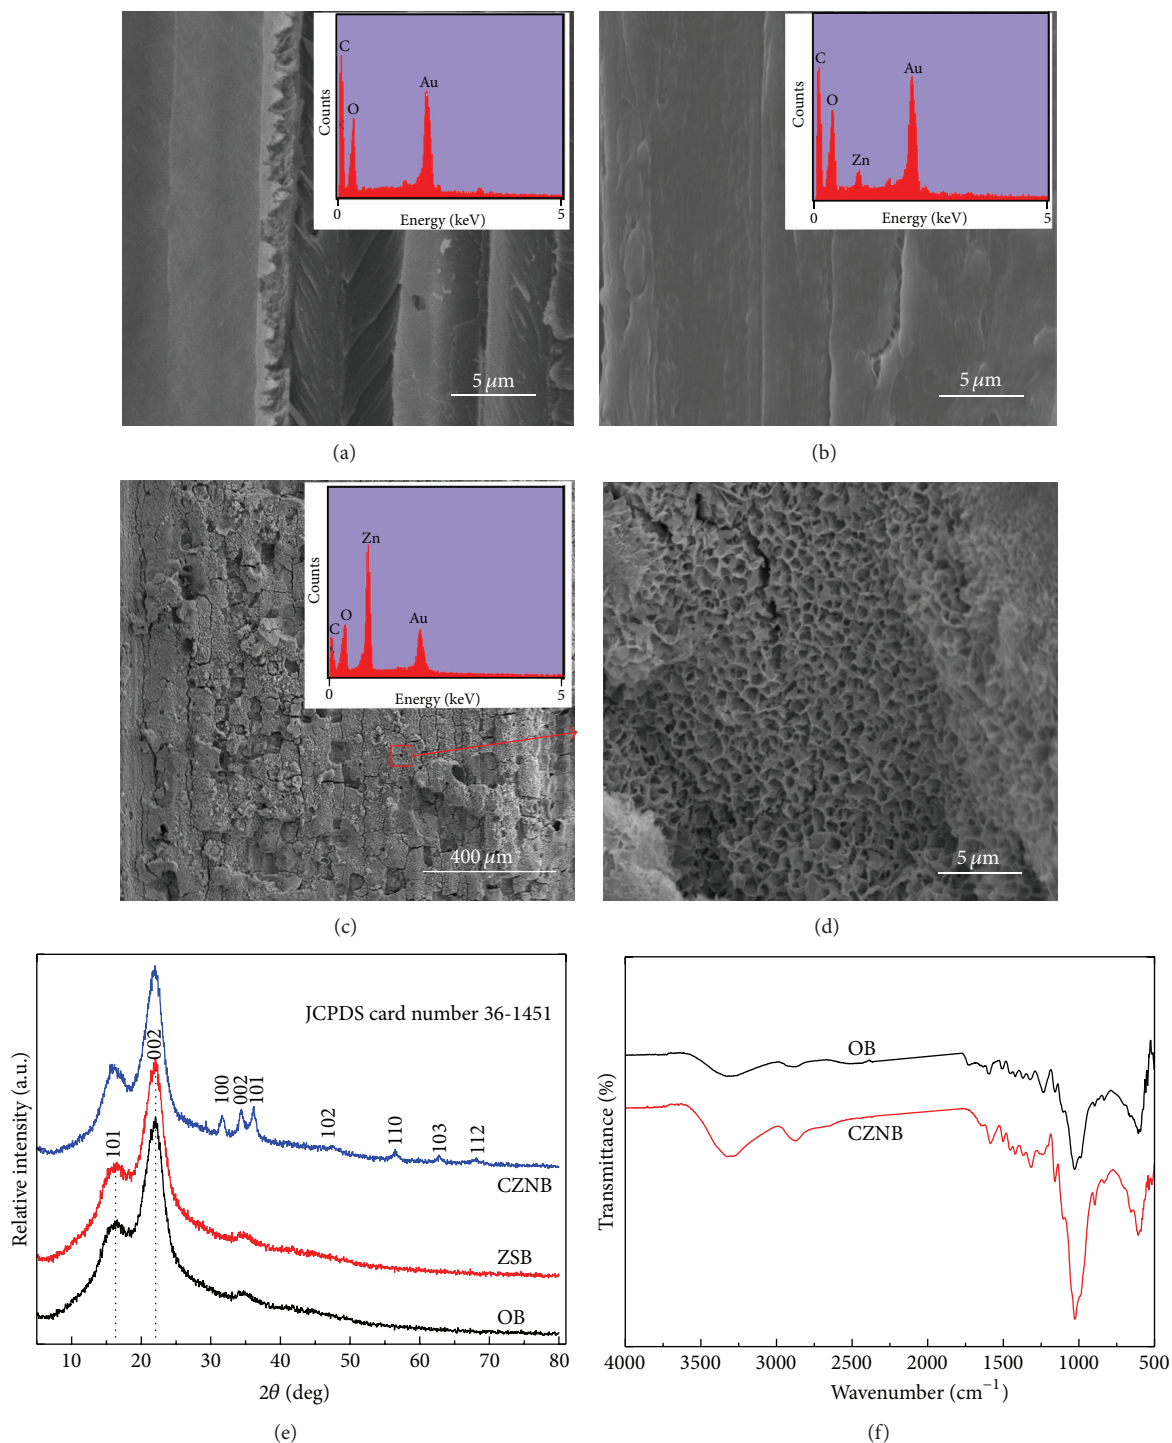 C
O
Au
Counts
0
5
Energy (keV)
5 μm
(a)
C
O
Zn
Au
Counts
0
5
Energy (keV)
5 μm
(b)
C
O
Zn
Au
Counts
0
5
Energy (keV)
400 μm
(c)
5 μm
(d)
JCPDS card number 36-1451
101
002
100
002
101
102
110
103
112
CZNB
ZSB
OB
Relative intensity (a.u.)
10 20 30 40 50 60 70 80
2θ (deg)
(e)
OB
CZNB
Transmittance (%)
4000 3500 3000 2500 2000 1500 1000 500
Wavenumber (cm⁻¹)
(f)